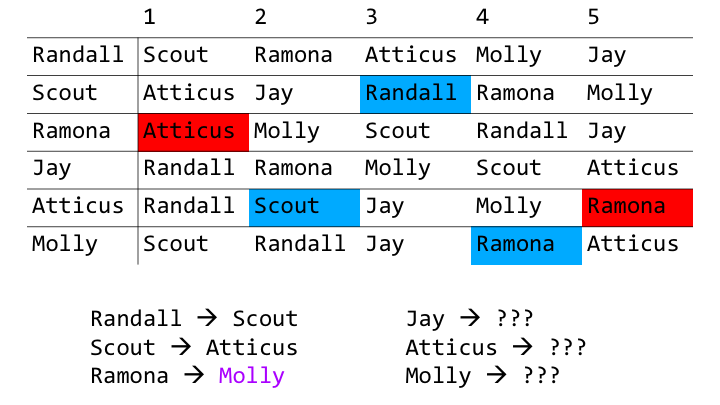 1 2 3 4 5
Randall Scout Ramona Atticus Molly Jay
Scout Atticus Jay Randall Ramona Molly
Ramona Atticus Molly Scout Randall Jay
Jay Randall Ramona Molly Scout Atticus
Atticus Randall Scout Jay Molly Ramona
Molly Scout Randall Jay Ramona Atticus
Randall → Scout
Scout → Atticus
Ramona → Molly
Jay → ???
Atticus → ???
Molly → ???